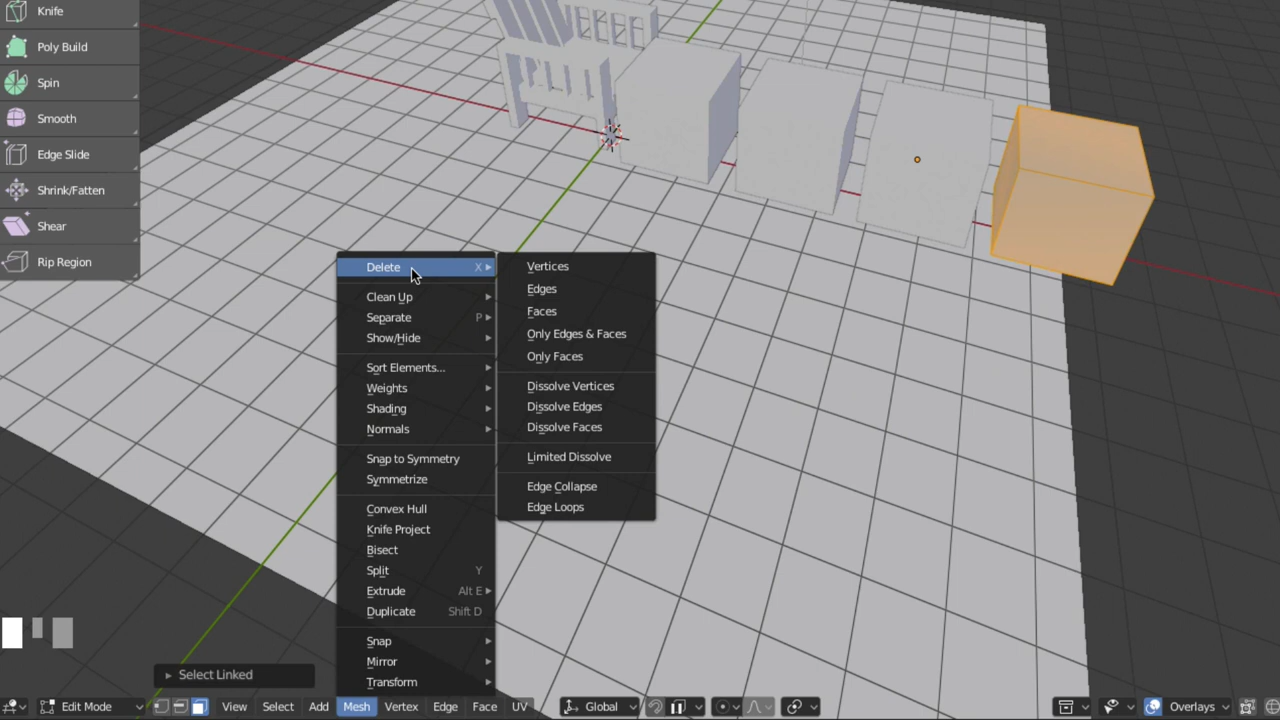 Knife
Poly Build
Spin
Smooth
Edge Slide
Shrink/Fatten
Shear
Rip Region
Delete X
Clean Up
Separate P
Show/Hide
Sort Elements...
Weights
Shading
Normals
Snap to Symmetry
Symmetrize
Convex Hull
Knife Project
Bisect
Split Y
Extrude Alt E
Duplicate Shift D
Snap
Mirror
Transform
Vertices
Edges
Faces
Only Edges & Faces
Only Faces
Dissolve Vertices
Dissolve Edges
Dissolve Faces
Limited Dissolve
Edge Collapse
Edge Loops
Select Linked
Edit Mode View Select Add Mesh Vertex Edge Face UV Global Overlays